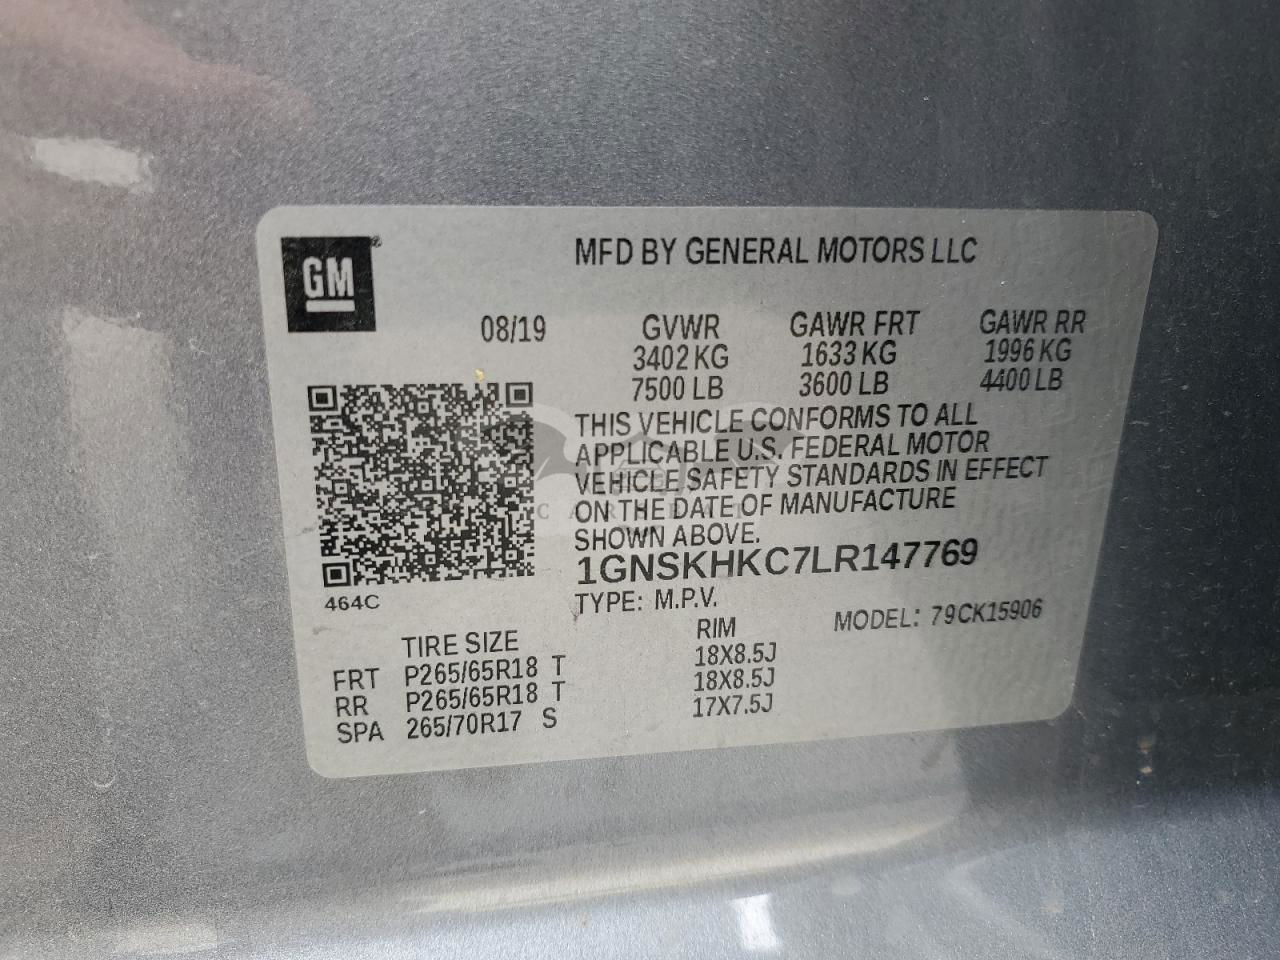 GM
MFD BY GENERAL MOTORS LLC
08/19 GVWR GAWR FRT GAWR RR
3402 KG 1633 KG 1996 KG
7500 LB 3600 LB 4400 LB
THIS VEHICLE CONFORMS TO ALL
APPLICABLE U.S. FEDERAL MOTOR
VEHICLE SAFETY STANDARDS IN EFFECT
ON THE DATE OF MANUFACTURE
SHOWN ABOVE.
1GNSKHKC7LR147769
464C
TYPE: M.P.V. MODEL: 79CK15906
TIRE SIZE RIM
FRT P265/65R18 T 18X8.5J
RR P265/65R18 T 18X8.5J
SPA 265/70R17 S 17X7.5J